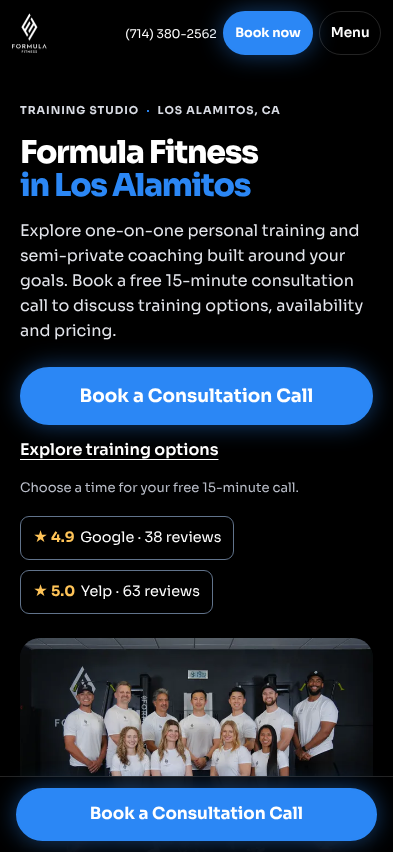 FORMULA
FITNESS
(714) 380-2562
Book now
Menu
TRAINING STUDIO · LOS ALAMITOS, CA
Formula Fitness
in Los Alamitos
Explore one-on-one personal training and
semi-private coaching built around your
goals. Book a free 15-minute consultation
call to discuss training options, availability
and pricing.
Book a Consultation Call
Explore training options
Choose a time for your free 15-minute call.
★ 4.9 Google · 38 reviews
★ 5.0 Yelp · 63 reviews
Book a Consultation Call